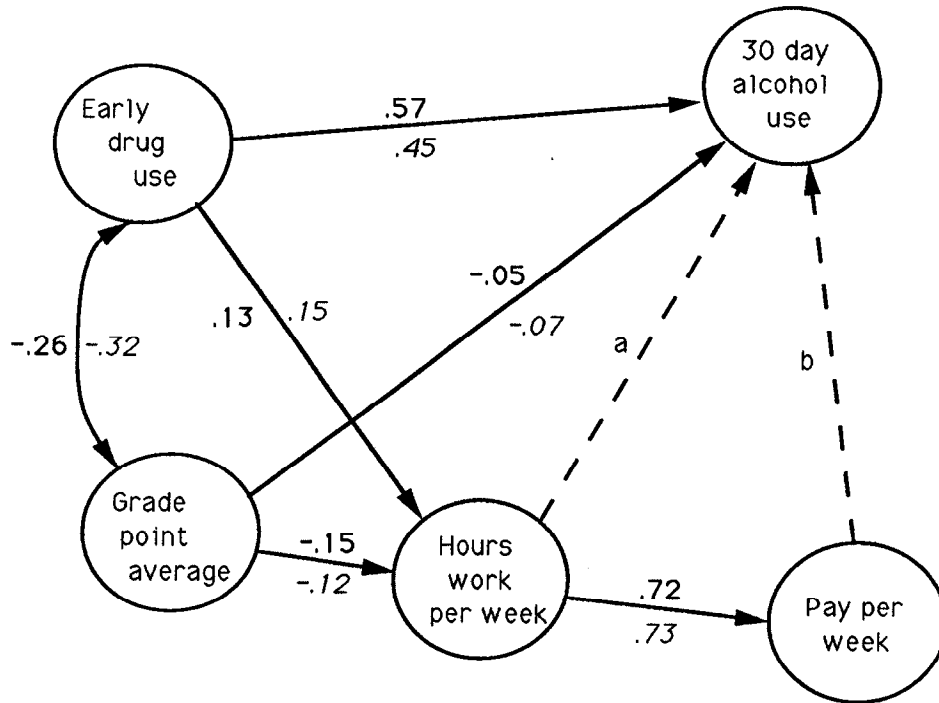 30 day
alcohol
use
Early
drug
use
.57
.45
-.05
-.07
.13
.15
a
b
-.26
-.32
Grade
point
average
-.15
-.12
Hours
work
per week
.72
.73
Pay per
week